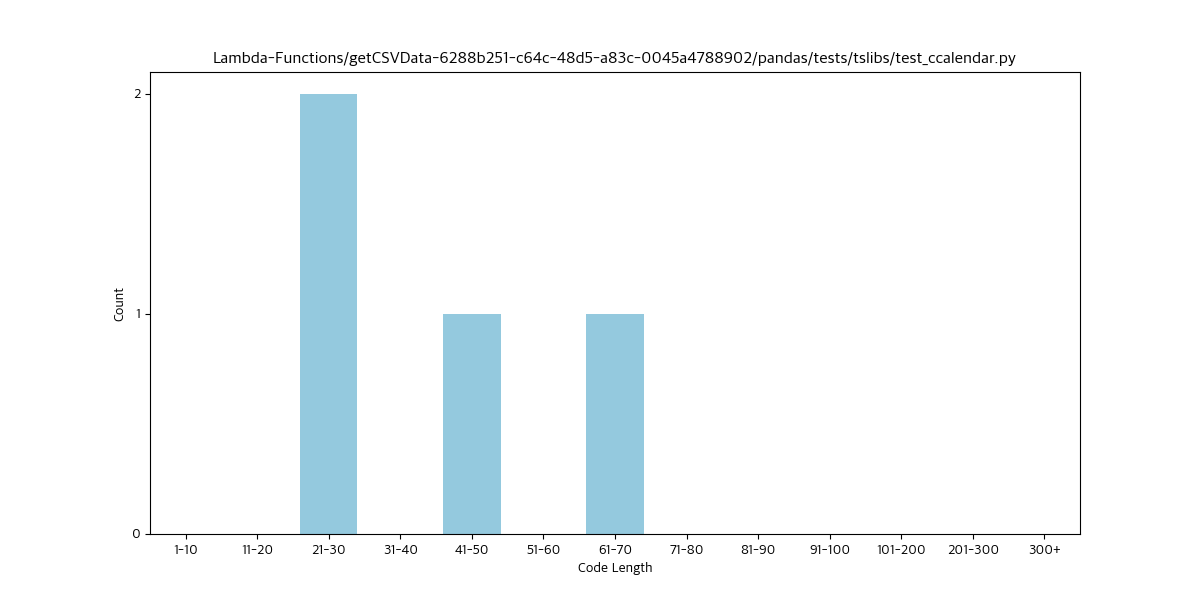 Lambda-Functions/getCSVData-6288b251-c64c-48d5-a83c-0045a4788902/pandas/tests/tslibs/test_ccalendar.py
2
1
0
Count
1-10 11-20 21-30 31-40 41-50 51-60 61-70 71-80 81-90 91-100 101-200 201-300 300+
Code Length